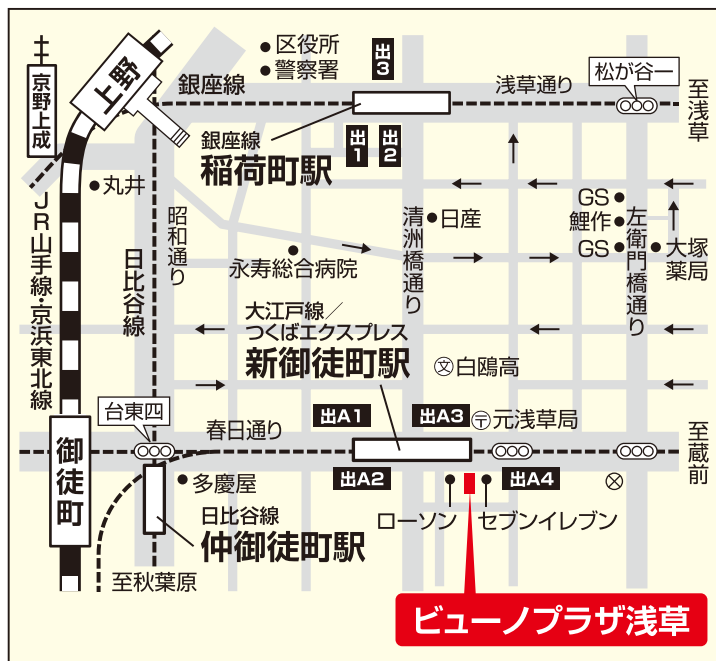 区役所
警察署
出3
松が谷一
上野
京野上成
銀座線
浅草通り
至浅草
銀座線
稲荷町駅
出1
出2
丸井
JR山手線・京浜東北線
昭和通り
日比谷線
永寿総合病院
清洲橋通り
日産
GS
鯉作
GS
左衛門橋通り
大塚
薬局
大江戸線／
つくばエクスプレス
新御徒町駅
文
白鴎高
台東四
春日通り
出A1
出A3
〒
元浅草局
至蔵前
御徒町
多慶屋
出A2
出A4
ローソン
セブンイレブン
日比谷線
仲御徒町駅
至秋葉原
ビューノプラザ浅草